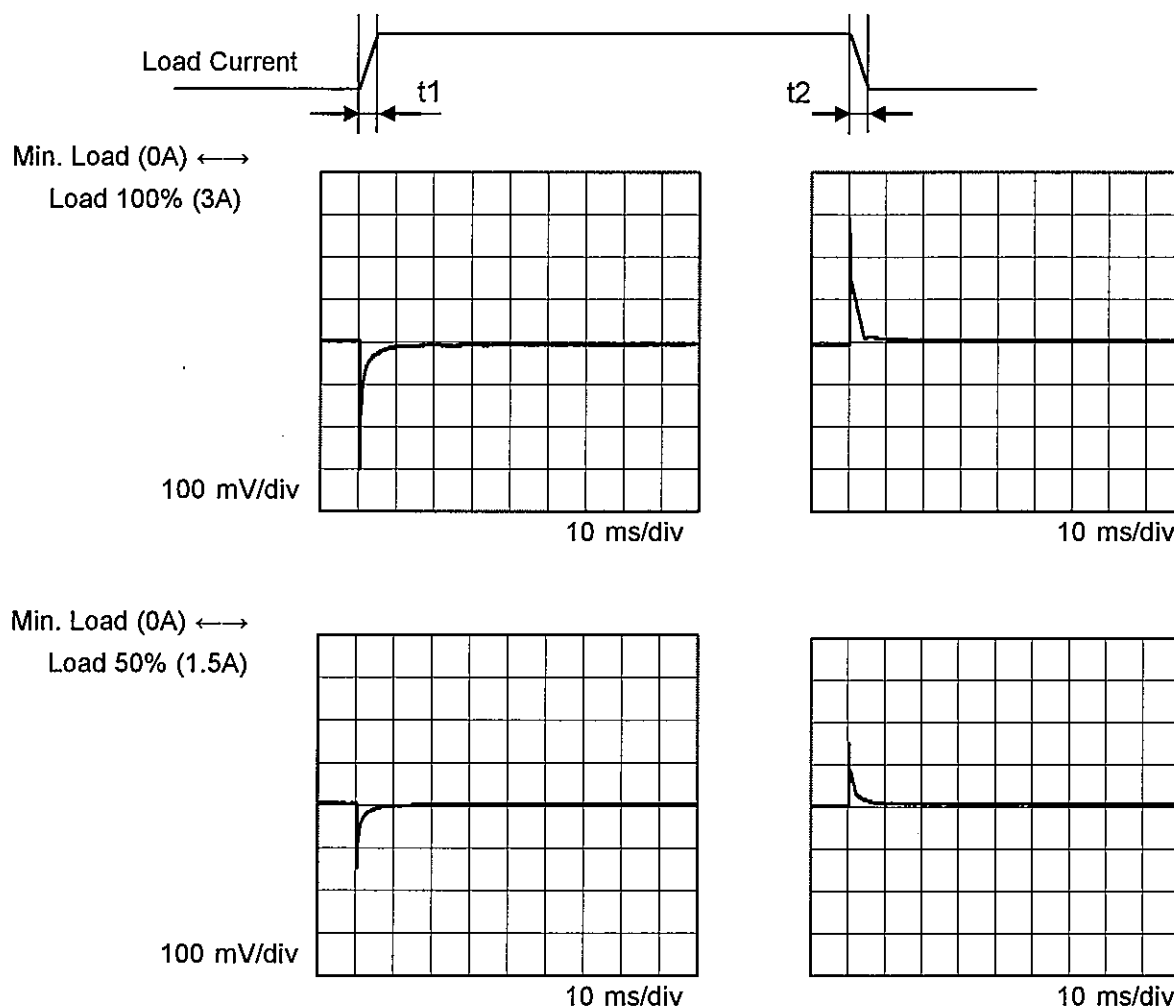 Load Current
t1
t2
Min. Load (0A) ←→
Load 100% (3A)
100 mV/div
10 ms/div
10 ms/div
Min. Load (0A) ←→
Load 50% (1.5A)
100 mV/div
10 ms/div
10 ms/div